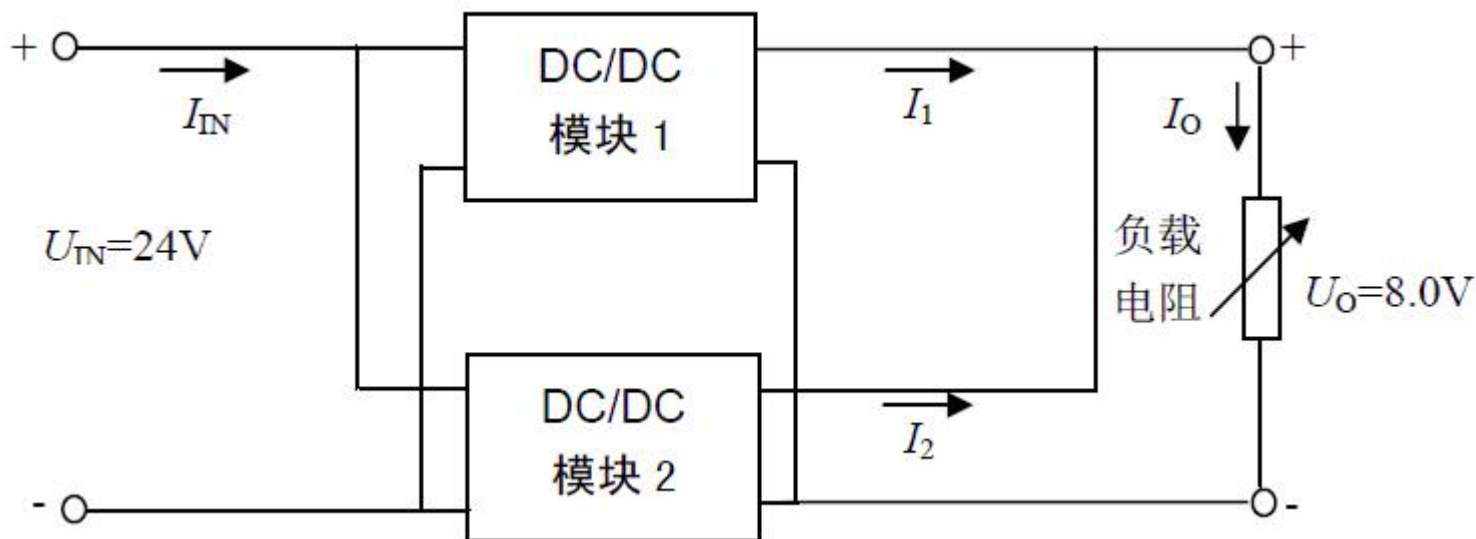 +
I_IN
DC/DC
模块 1
I_1
+
I_O
U_IN=24V
负载
电阻
U_O=8.0V
DC/DC
模块 2
I_2
-
-